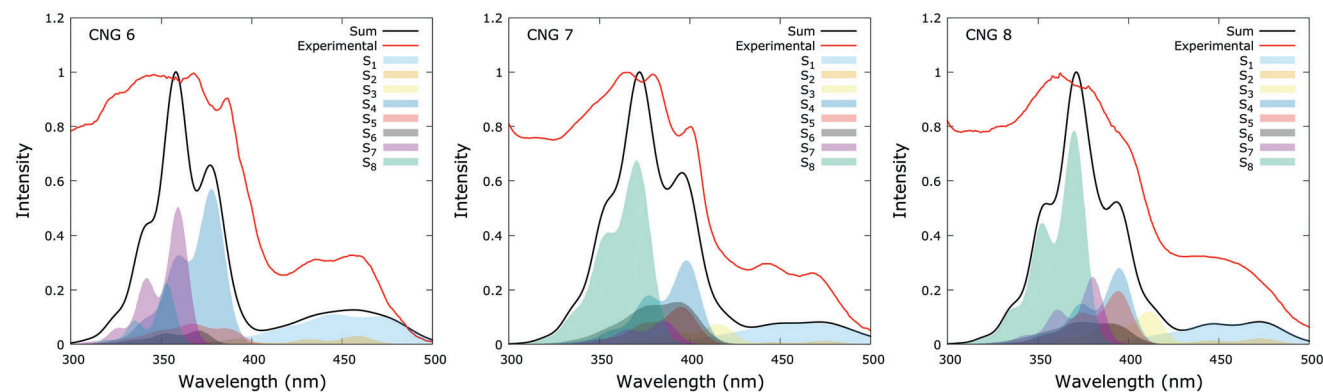 CNG 6
Sum
Experimental
S1
S2
S3
S4
S5
S6
S7
S8
1.2
1
0.8
0.6
0.4
0.2
0
Intensity
300 350 400 450 500
Wavelength (nm)
CNG 7
Sum
Experimental
S1
S2
S3
S4
S5
S6
S7
S8
1.2
1
0.8
0.6
0.4
0.2
0
Intensity
300 350 400 450 500
Wavelength (nm)
CNG 8
Sum
Experimental
S1
S2
S3
S4
S5
S6
S7
S8
1.2
1
0.8
0.6
0.4
0.2
0
Intensity
300 350 400 450 500
Wavelength (nm)